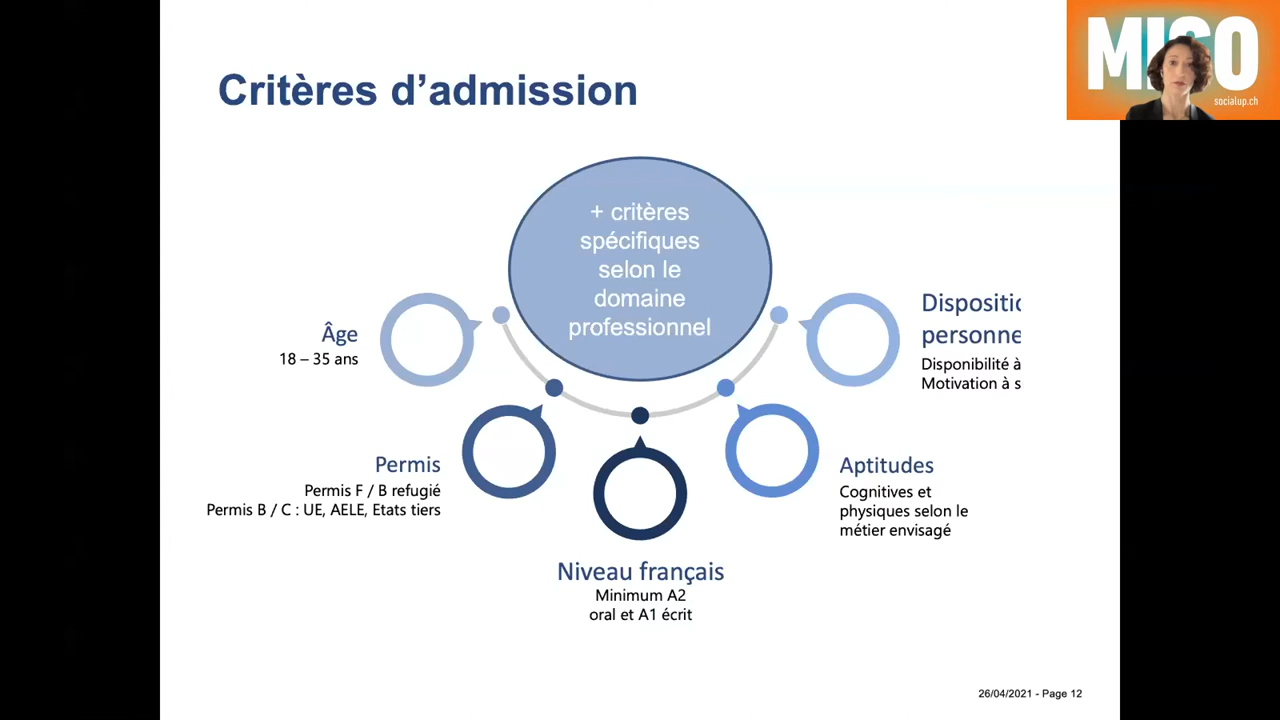 Critères d'admission
+ critères
spécifiques
selon le
domaine
professionnel
Âge
18 – 35 ans
Permis
Permis F / B refugié
Permis B / C : UE, AELE, Etats tiers
Niveau français
Minimum A2
oral et A1 écrit
Aptitudes
Cognitives et
physiques selon le
métier envisagé
Disponibilité à
Motivation à s
socialup.ch
26/04/2021 - Page 12